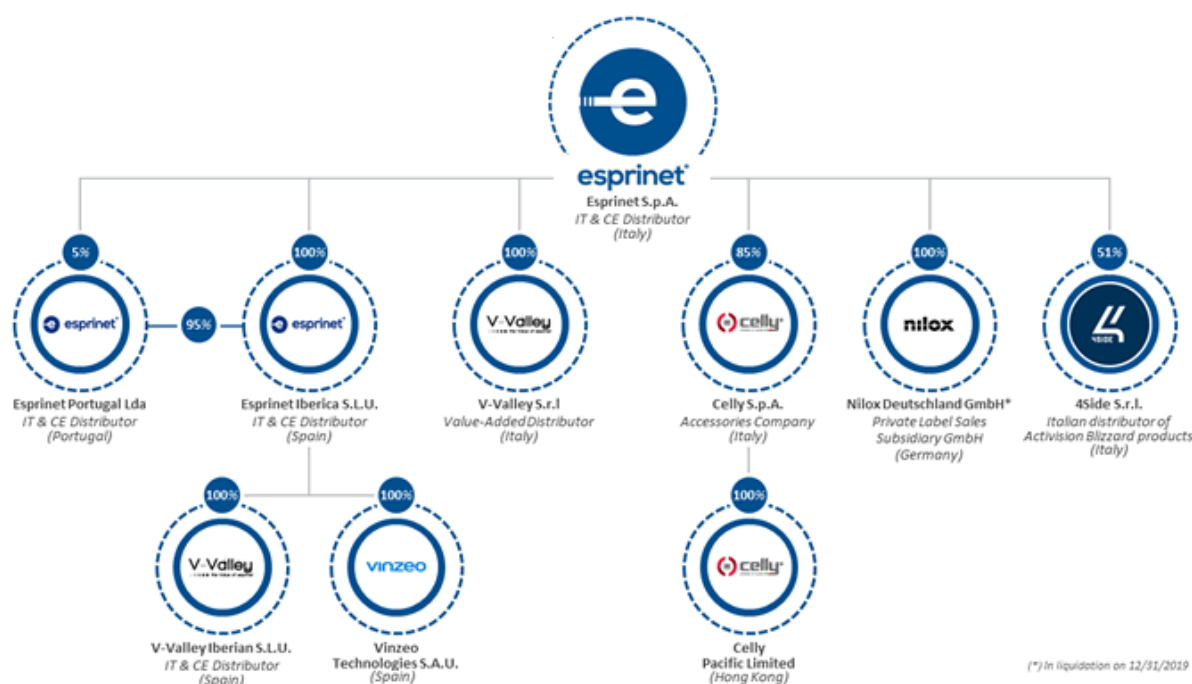 e
esprinet®
Esprinet S.p.A.
IT & CE Distributor
(Italy)
5%
100%
100%
85%
100%
51%
esprinet®
95%
esprinet®
V-Valley
celly®
nilox
4SIDE
Esprinet Portugal Lda
IT & CE Distributor
(Portugal)
Esprinet Iberica S.L.U.
IT & CE Distributor
(Spain)
V-Valley S.r.l
Value-Added Distributor
(Italy)
Celly S.p.A.
Accessories Company
(Italy)
Nilox Deutschland GmbH*
Private Label Sales
Subsidiary GmbH
(Germany)
4Side S.r.l.
Italian distributor of
Activision Blizzard products
(Italy)
100%
100%
100%
V-Valley
vinzeo
celly®
V-Valley Iberian S.L.U.
IT & CE Distributor
(Spain)
Vinzeo
Technologies S.A.U.
(Spain)
Celly
Pacific Limited
(Hong Kong)
(*) In liquidation on 12/31/2019